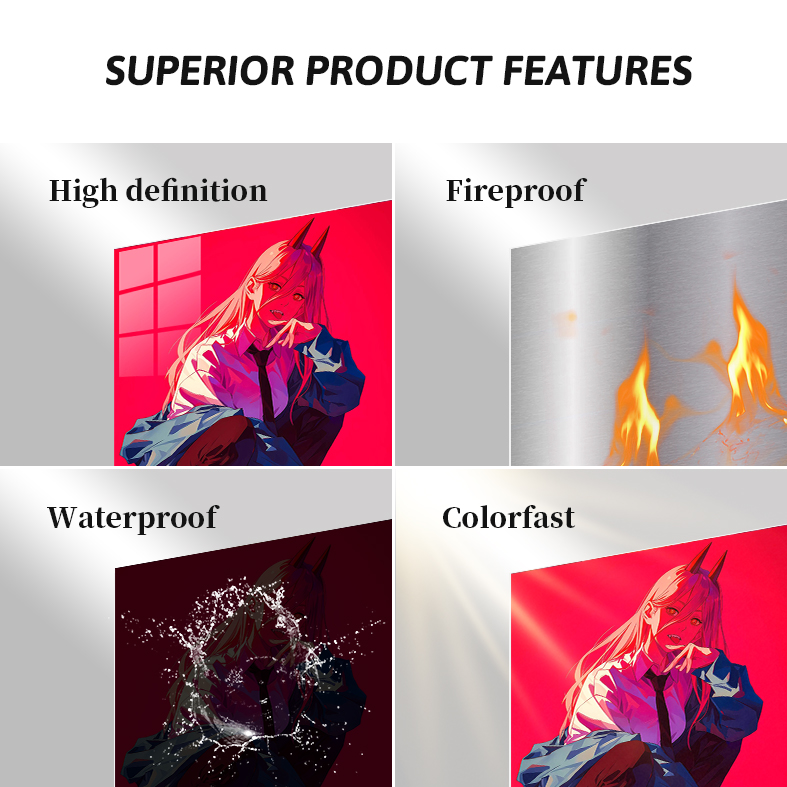 SUPERIOR PRODUCT FEATURES
High definition
Fireproof
Waterproof
Colorfast